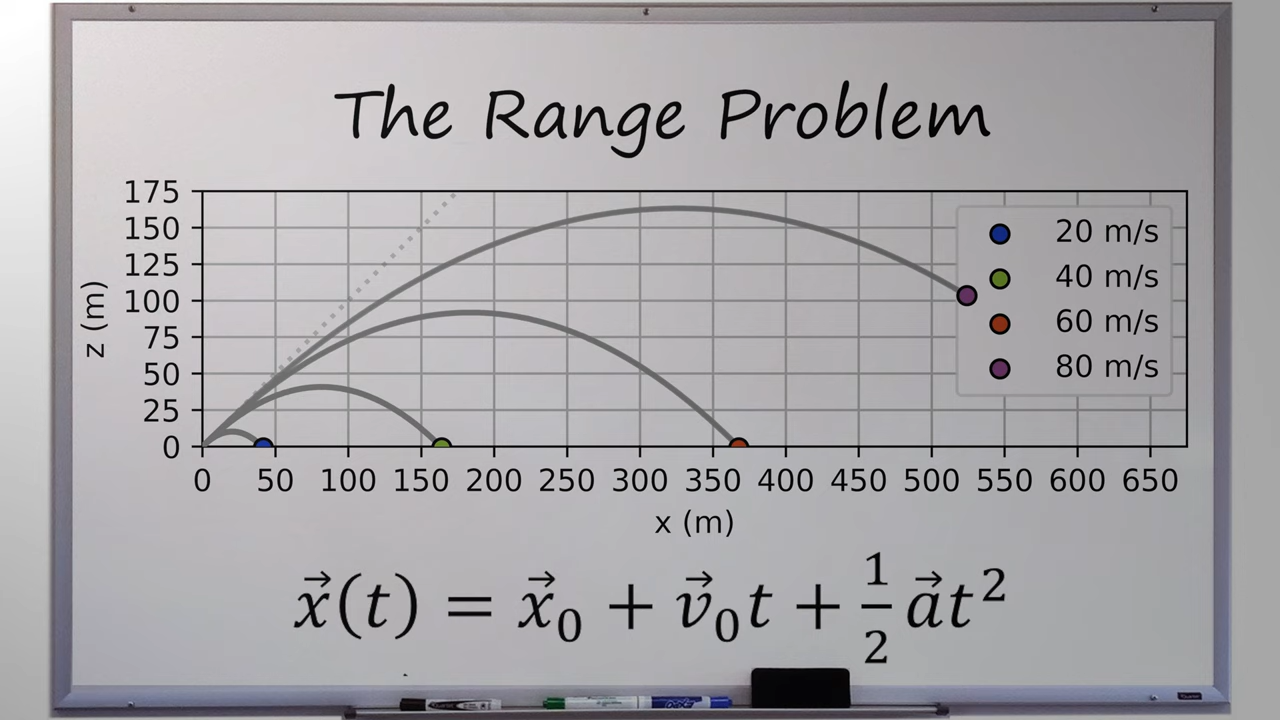 The Range Problem
175
150
125
100
75
50
25
0
z (m)
20 m/s
40 m/s
60 m/s
80 m/s
0 50 100 150 200 250 300 350 400 450 500 550 600 650
x (m)
x⃗(t) = x⃗₀ + v⃗₀t + ½a⃗t²